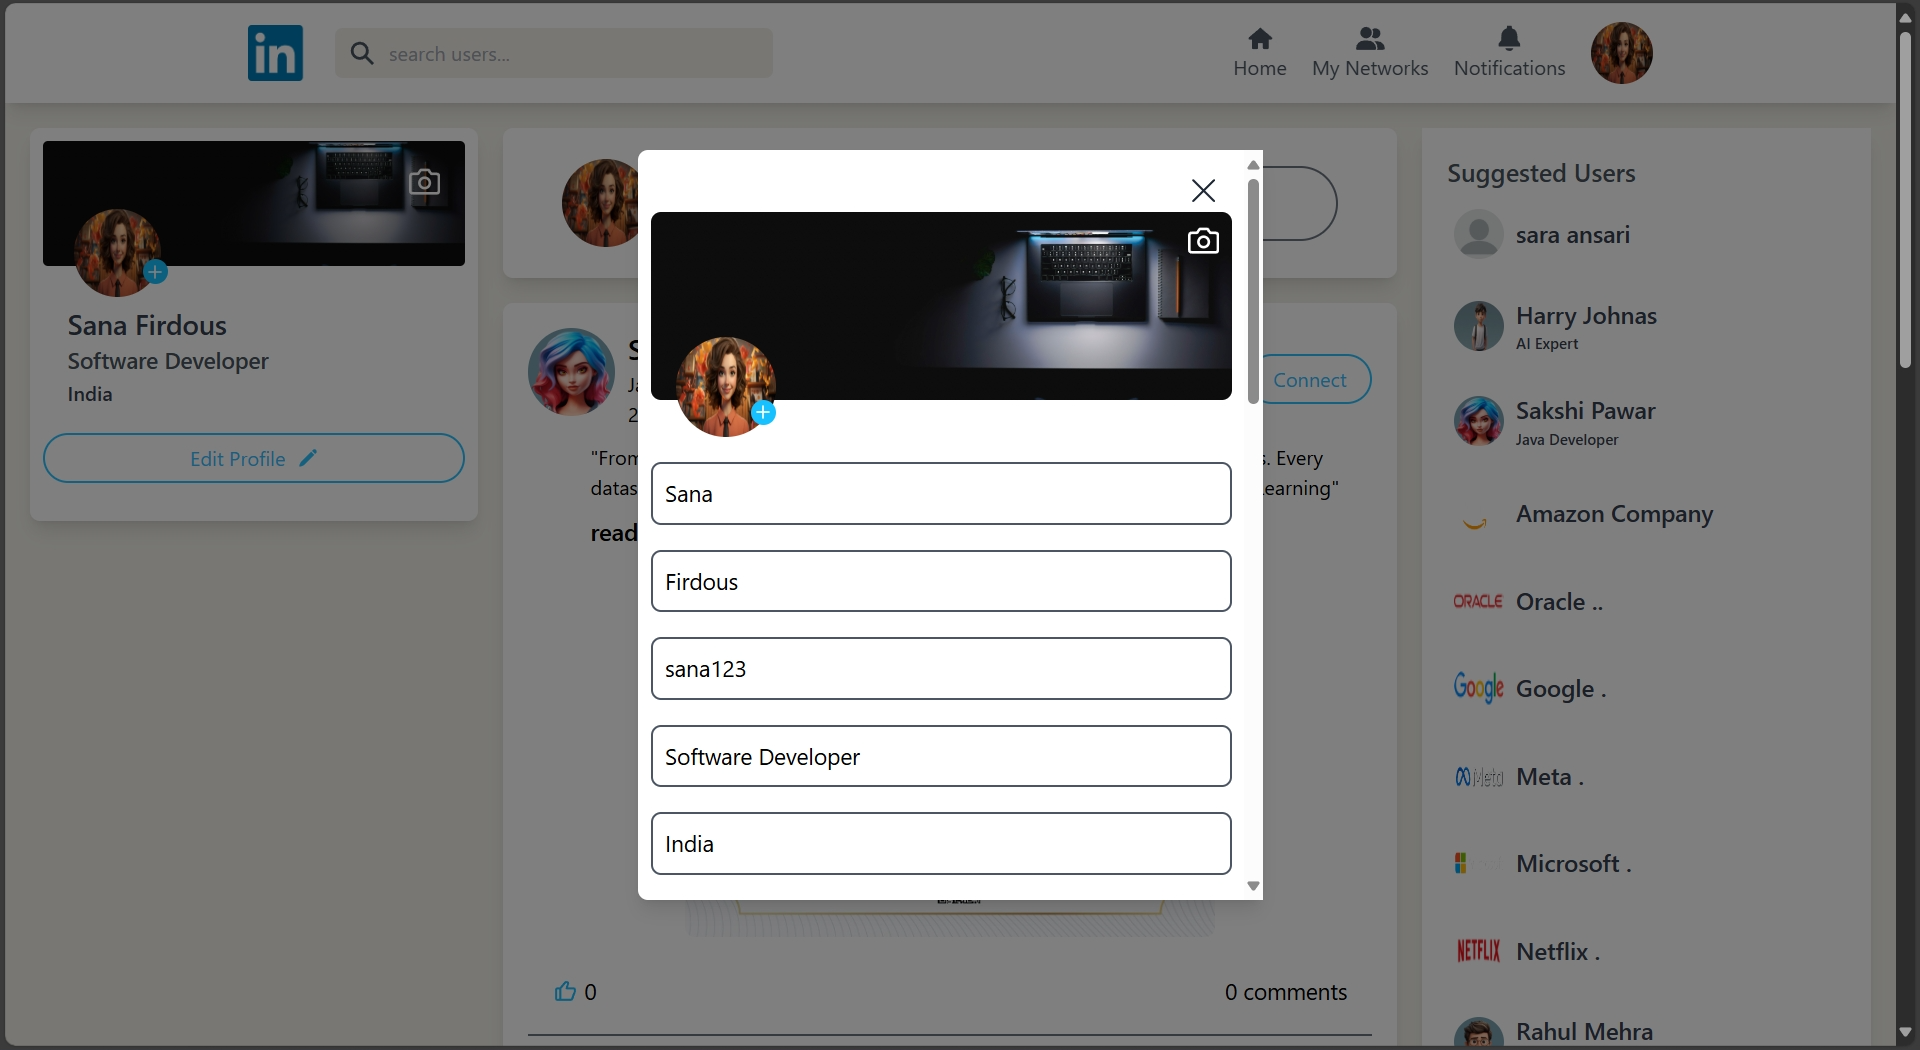 in
search users...
Home
My Networks
Notifications
Sana Firdous
Software Developer
India
Edit Profile
S
Ja
2
"From
datas
read
Connect
s. Every
earning"
Sana
Firdous
sana123
Software Developer
India
0
0 comments
Suggested Users
sara ansari
Harry Johnas
AI Expert
Sakshi Pawar
Java Developer
Amazon Company
ORACLE
Oracle ..
Google
Google .
Meta
Meta .
Microsoft .
NETFLIX
Netflix .
Rahul Mehra